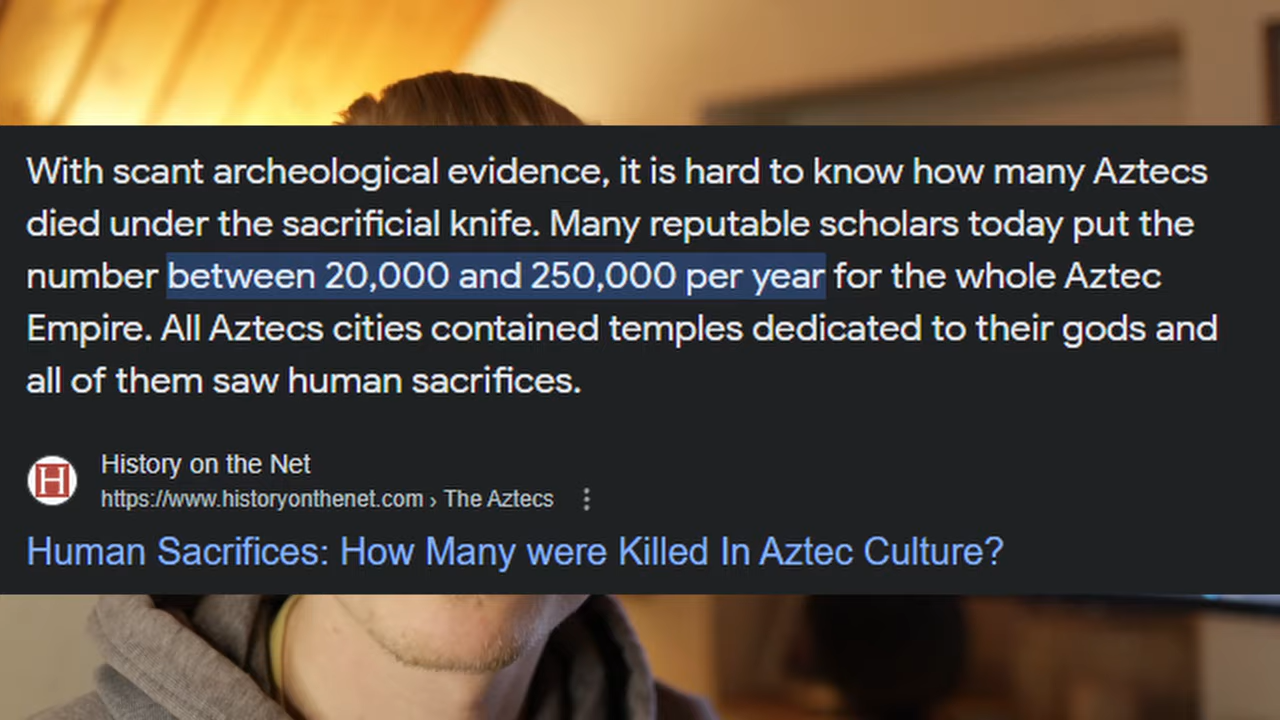 With scant archeological evidence, it is hard to know how many Aztecs
died under the sacrificial knife. Many reputable scholars today put the
number between 20,000 and 250,000 per year for the whole Aztec
Empire. All Aztecs cities contained temples dedicated to their gods and
all of them saw human sacrifices.
H
History on the Net
https://www.historyonthenet.com › The Aztecs
Human Sacrifices: How Many were Killed In Aztec Culture?